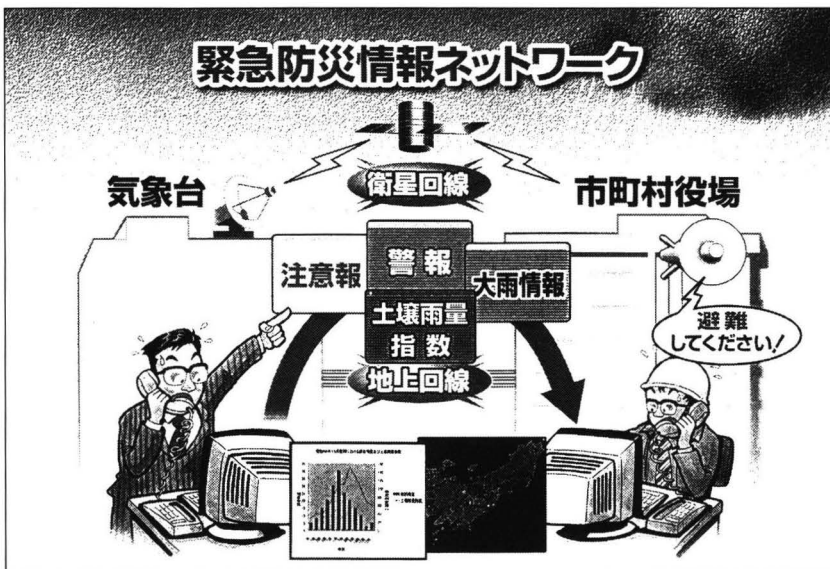 緊急防災情報ネットワーク
気象台
衛星回線
市町村役場
注意報
警報
大雨情報
土壌雨量
指数
地上回線
避難
してください!